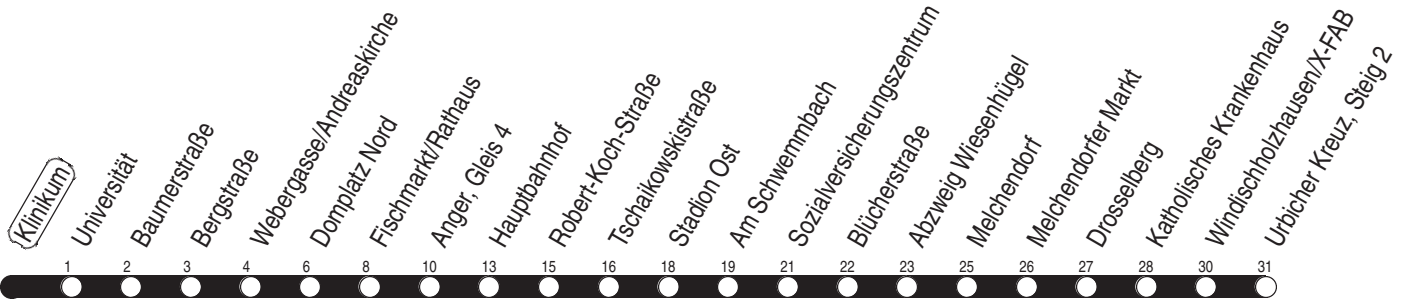 Klinikum
Universität
Baumerstraße
Bergstraße
Webergasse/Andreaskirche
Domplatz Nord
Fischmarkt/Rathaus
Anger, Gleis 4
Hauptbahnhof
Robert-Koch-Straße
Tschaikowskistraße
Stadion Ost
Am Schwemmbach
Sozialversicherungszentrum
Blücherstraße
Abzweig Wiesenhügel
Melchendorf
Melchendorfer Markt
Drosselberg
Katholisches Krankenhaus
Windischholzhausen/X-FAB
Urbicher Kreuz, Steig 2
1 2 3 4 6 8 10 13 15 16 18 19 21 22 23 25 26 27 28 30 31